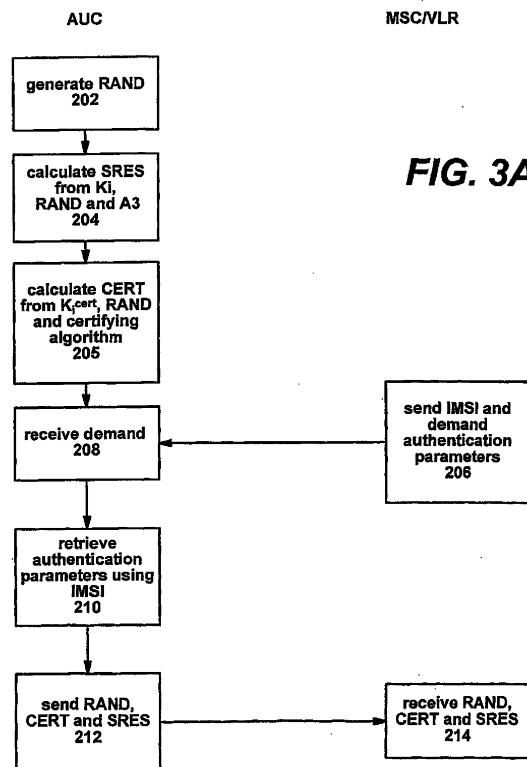 AUC
MSC/VLR
generate RAND
202
calculate SRES
from Ki,
RAND and A3
204
FIG. 3A
calculate CERT
from Kicert, RAND
and certifying
algorithm
205
receive demand
208
send IMSI and
demand
authentication
parameters
206
retrieve
authentication
parameters using
IMSI
210
send RAND,
CERT and SRES
212
receive RAND,
CERT and SRES
214